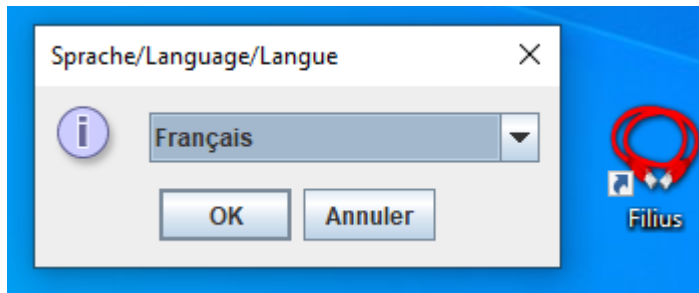 Sprache/Language/Langue
Français
OK
Annuler
Filius